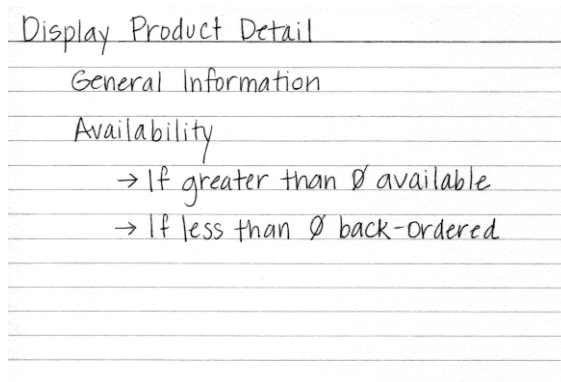 Display Product Detail
General Information
Availability
→ If greater than Ø available
→ If less than Ø back-ordered